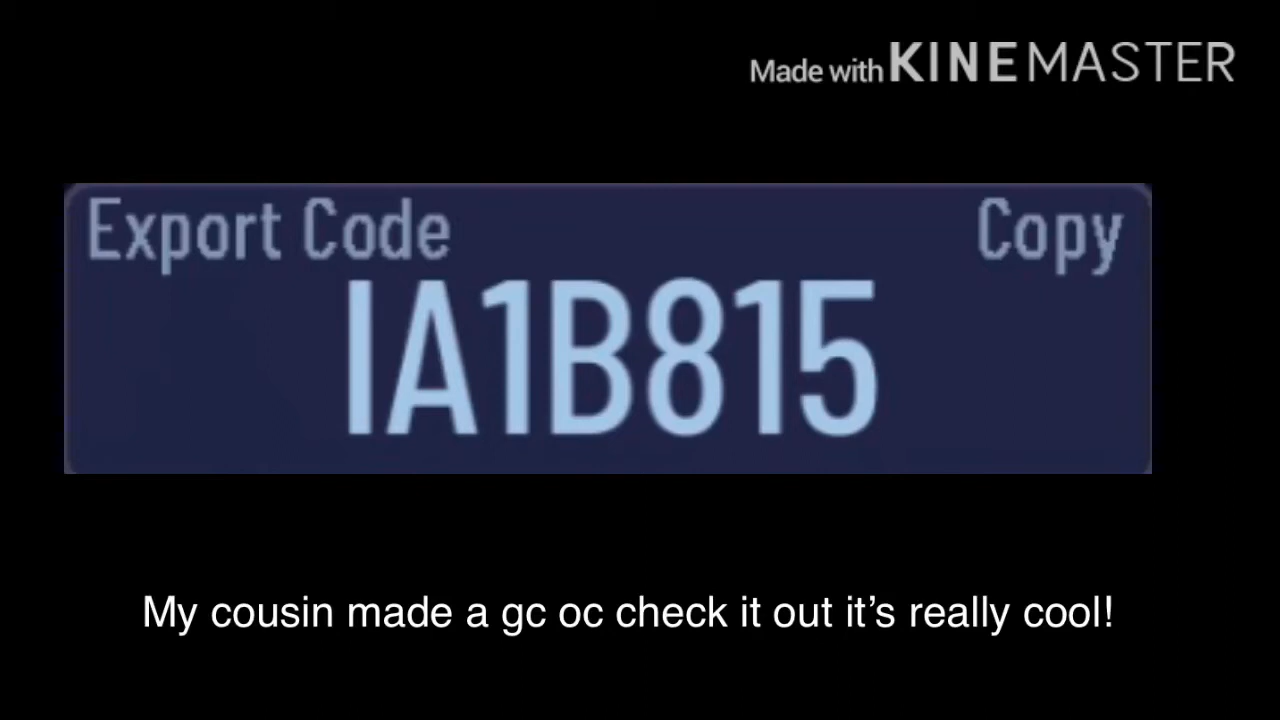 Made with KINEMASTER
Export Code Copy
IA1B815
My cousin made a gc oc check it out it’s really cool!